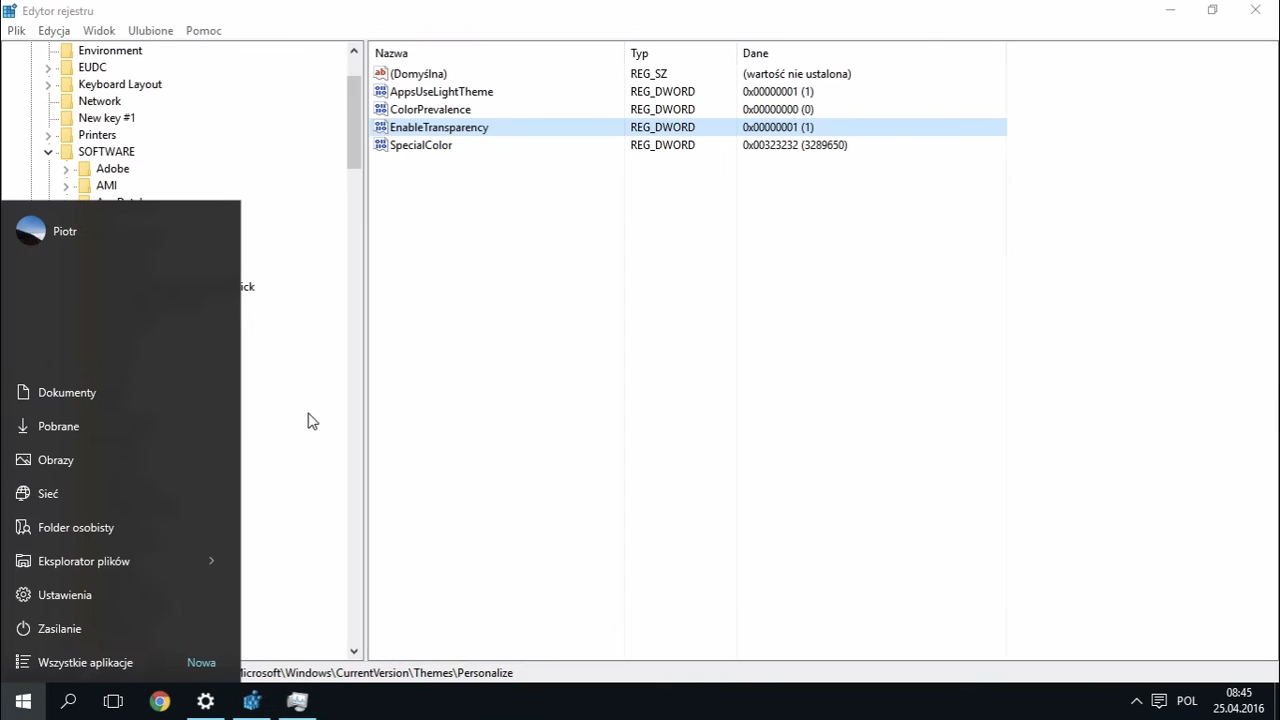 Edytor rejestru
Plik Edycja Widok Ulubione Pomoc
Environment
EUDC
Keyboard Layout
Network
New key #1
Printers
SOFTWARE
Adobe
AMI
Nazwa Typ Dane
(Domyślna) REG_SZ (wartość nie ustalona)
AppsUseLightTheme REG_DWORD 0x00000001 (1)
ColorPrevalence REG_DWORD 0x00000000 (0)
EnableTransparency REG_DWORD 0x00000001 (1)
SpecialColor REG_DWORD 0x00323232 (3289650)
Piotr
ick
Dokumenty
Pobrane
Obrazy
Sieć
Folder osobisty
Eksplorator plików
Ustawienia
Zasilanie
Wszystkie aplikacje Nowa
Microsoft\Windows\CurrentVersion\Themes\Personalize
POL
08:45
25.04.2016